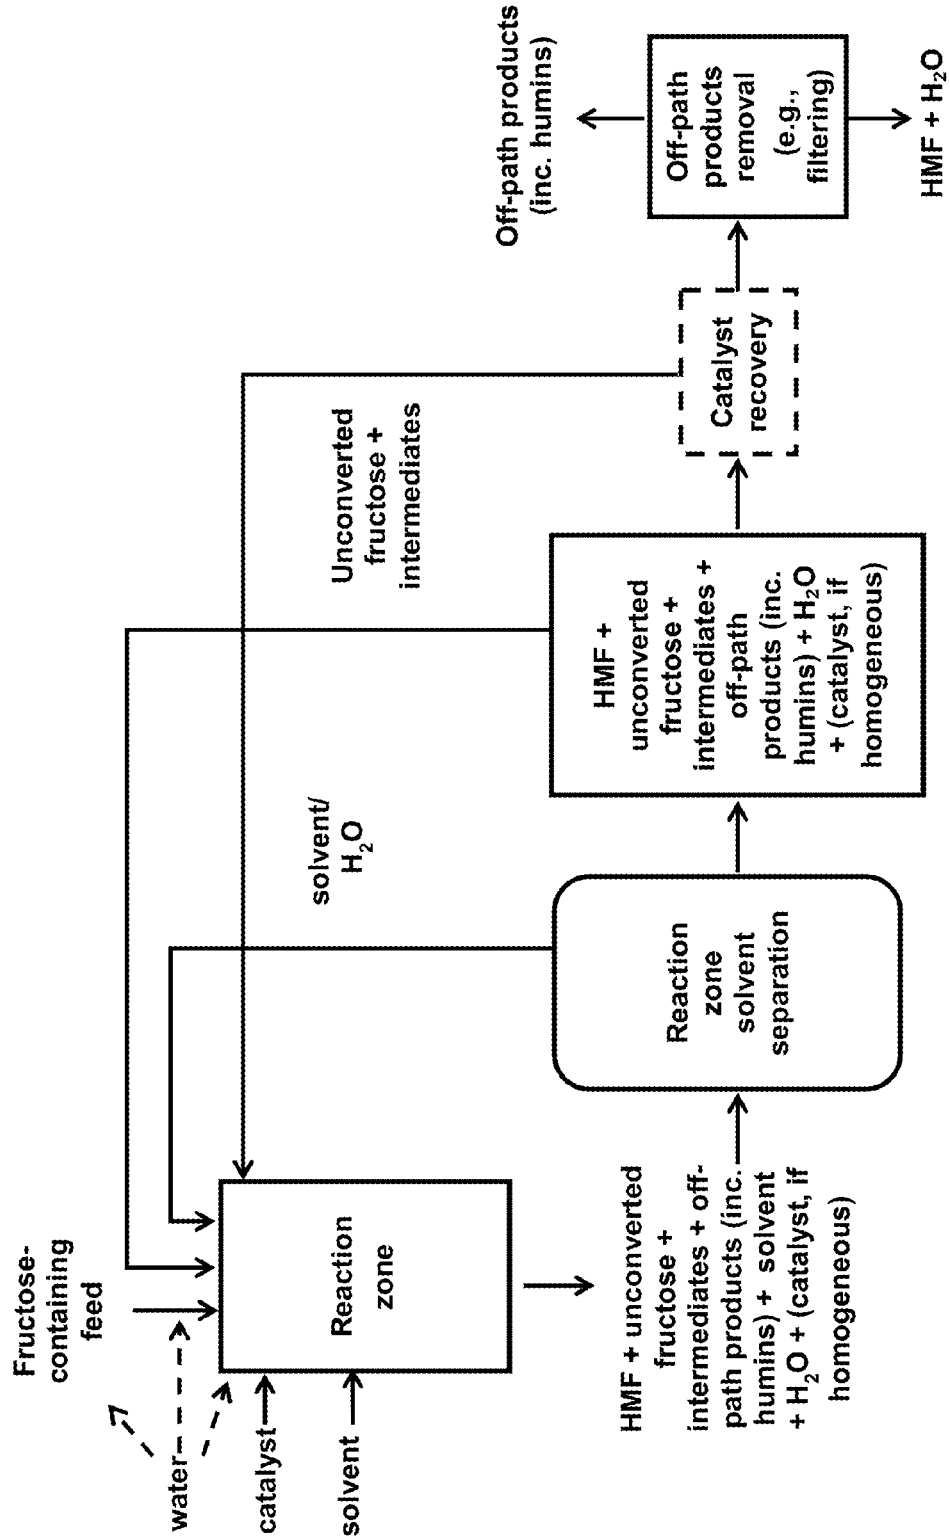 Fructose-
containing
feed
water
catalyst
solvent
Reaction
zone
HMF + unconverted
fructose +
intermediates + off-
path products (inc.
humins) + solvent
+ H₂O + (catalyst, if
homogeneous)
Reaction
zone
solvent
separation
solvent/
H₂O
HMF +
unconverted
fructose +
intermediates +
off-path
products (inc.
humins) + H₂O
+ (catalyst, if
homogeneous)
Unconverted
fructose +
intermediates
Catalyst
recovery
Off-path products
(inc. humins)
Off-path
products
removal
(e.g.,
filtering)
HMF + H₂O